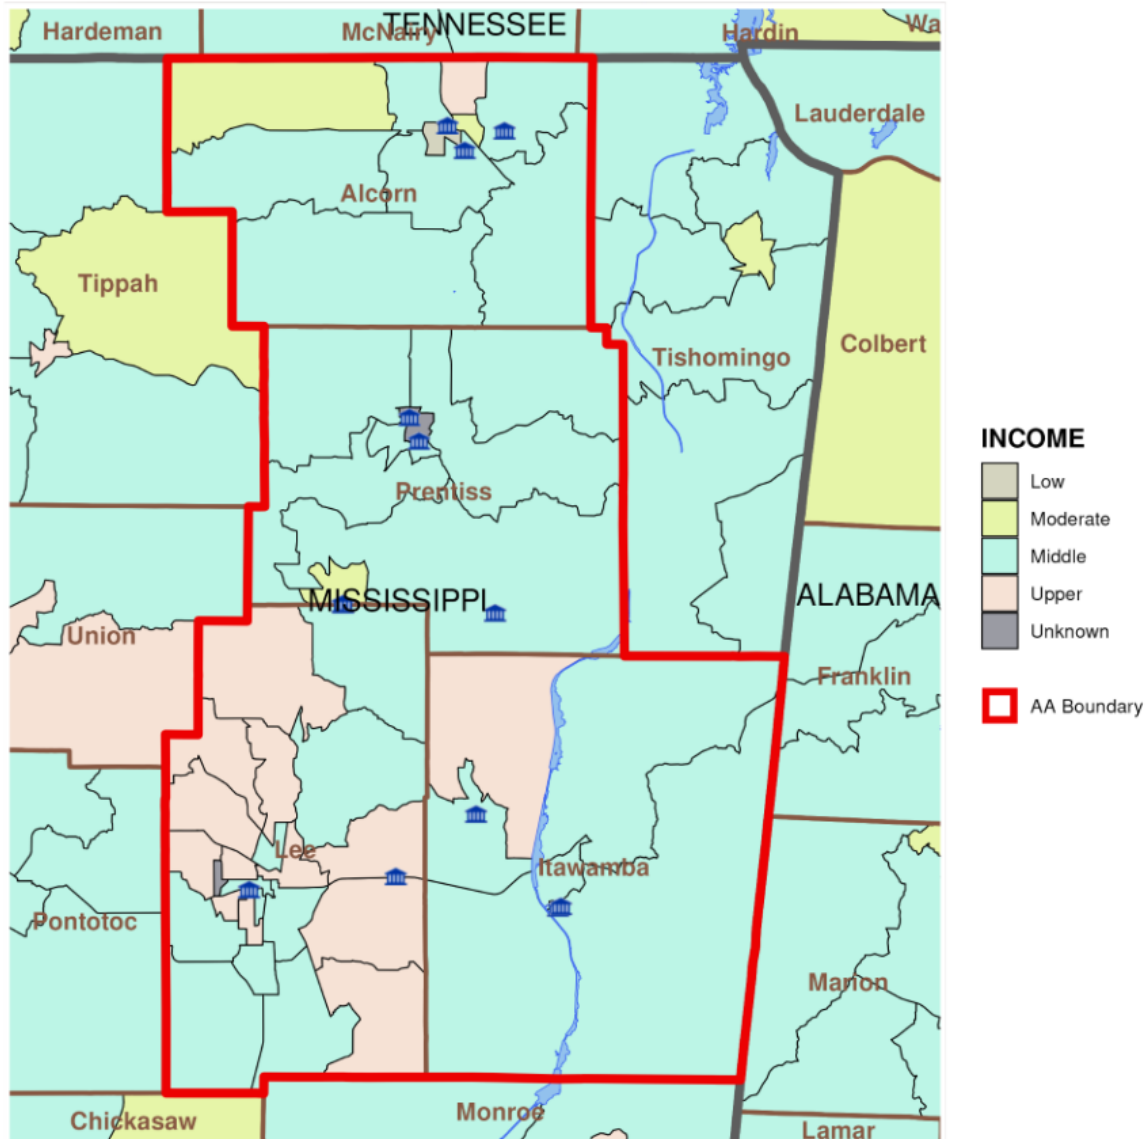 TENNESSEE
Hardeman
McNairy
Hardin
Wa
Lauderdale
Alcorn
Tippah
Tishomingo
Colbert
INCOME
Low
Moderate
Middle
Upper
Unknown
AA Boundary
Prentiss
MISSISSIPPI
ALABAMA
Union
Franklin
Lee
Itawamba
Pontotoc
Marion
Chickasaw
Monroe
Lamar